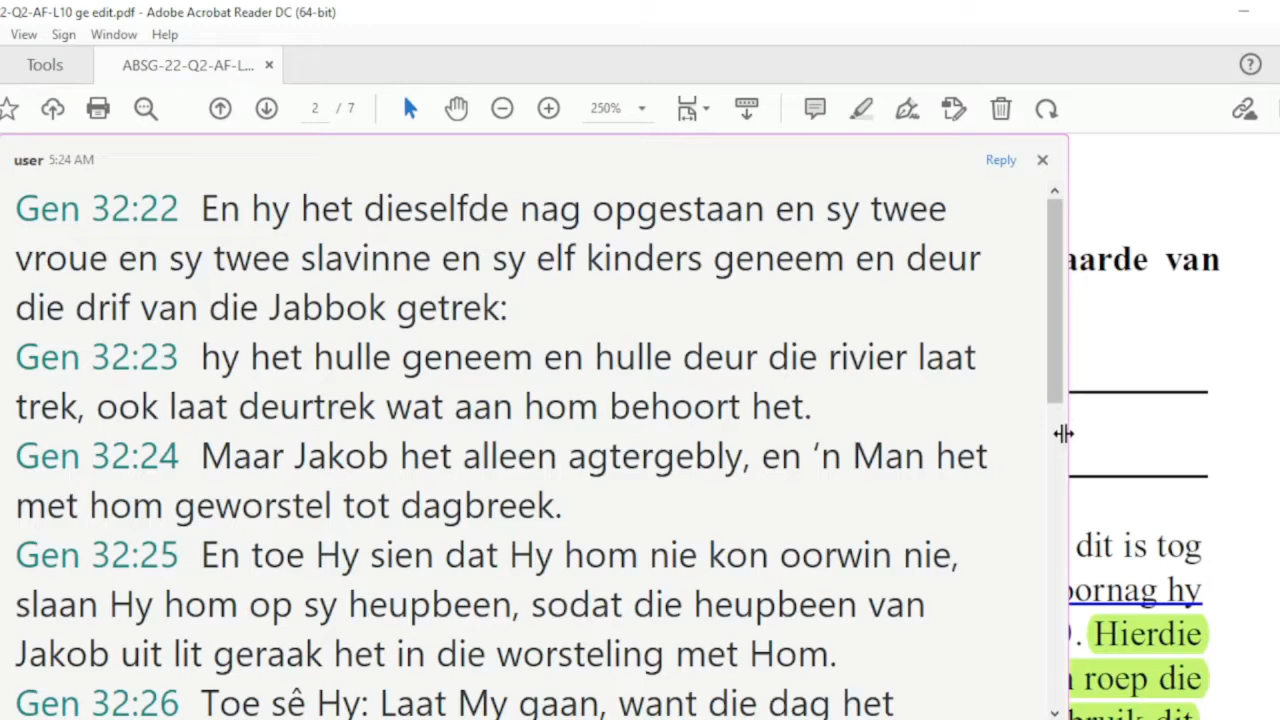 2-Q2-AF-L10 ge edit.pdf - Adobe Acrobat Reader DC (64-bit)
View Sign Window Help
Tools ABSG-22-Q2-AF-L...
2 / 7 250%
user 5:24 AM Reply
Gen 32:22 En hy het dieselfde nag opgestaan en sy twee
vroue en sy twee slavinne en sy elf kinders geneem en deur
die drif van die Jabbok getrek:
Gen 32:23 hy het hulle geneem en hulle deur die rivier laat
trek, ook laat deurtrek wat aan hom behoort het.
Gen 32:24 Maar Jakob het alleen agtergebly, en ‘n Man het
met hom geworstel tot dagbreek.
Gen 32:25 En toe Hy sien dat Hy hom nie kon oorwin nie,
slaan Hy hom op sy heupbeen, sodat die heupbeen van
Jakob uit lit geraak het in die worsteling met Hom.
Gen 32:26 Toe sê Hy: Laat My gaan, want die dag het
aarde van
dit is tog
oornag hy
. Hierdie
roep die